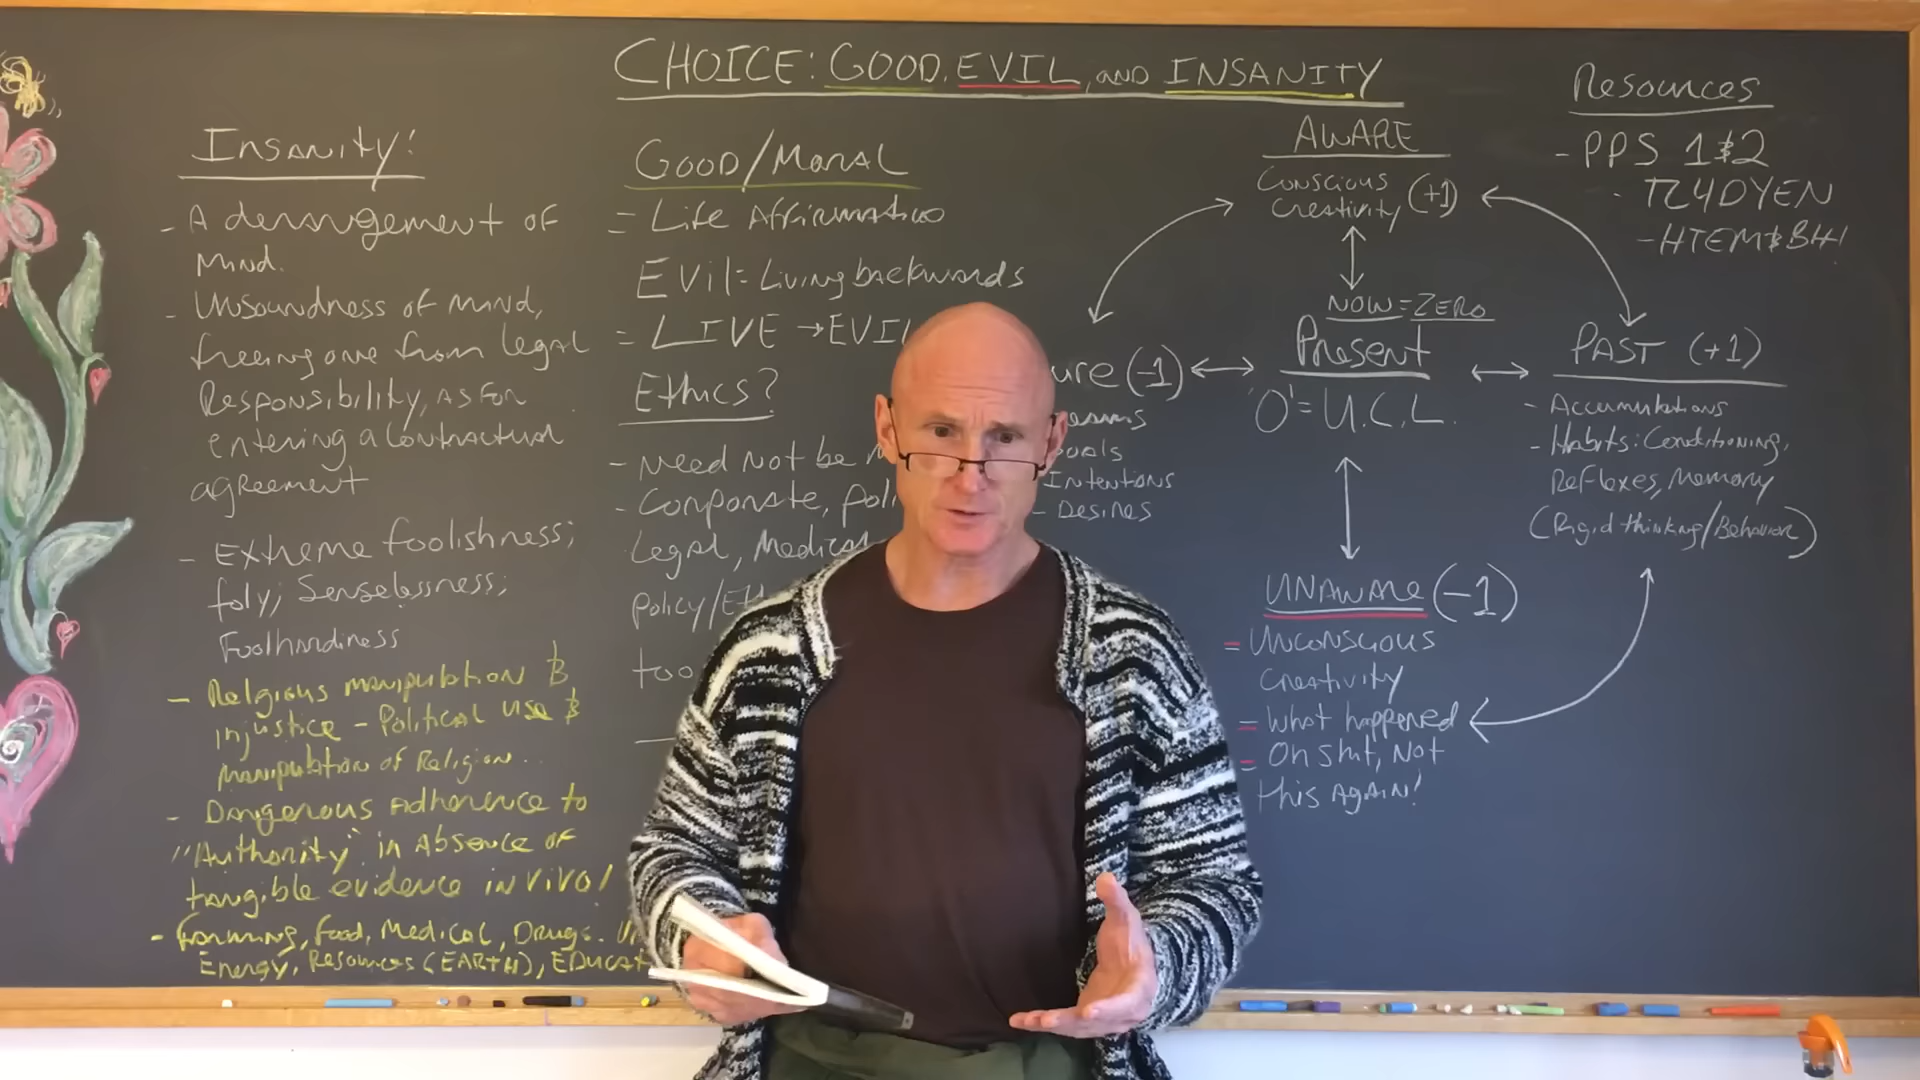 CHOICE: GOOD, EVIL, AND INSANITY
Insanity!
- A derangement of
mind.
- Unsoundness of mind,
freeing one from legal
Responsibility, as for
entering a contractual
agreement
- Extreme foolishness;
foly; Senselessness;
Foolhardiness
- Religious manipulation &
injustice - Political use &
manipulation of Religion..
- Dangerous adherence to
"Authority" in absence of
tangible evidence in vivo!
- Farming, Food, Medical, Drugs.
Energy, Resources (EARTH), EDUCAT
Good/Moral
= Life Affirmative
Evil = Living backwards
= LIVE → EVIL
Ethics?
- Need not be
- Corporate, poli
Legal, Medical
policy/Et
too
AWARE
Conscious
Creativity (+1)
NOW = ZERO
Present
'O' = U.C.L.
ure (-1)
eams
oals
Intentions
- Desires
PAST (+1)
- Accumulations
- Habits: Conditioning,
Reflexes, Memory
(Rigid thinking/Behavior)
UNAWARE (-1)
= Unconscious
Creativity
= What happened
= Oh shit, Not
this AGAIN!
Resources
- PPS 1 & 2
- TL4DYEN
- HTEM&BH!